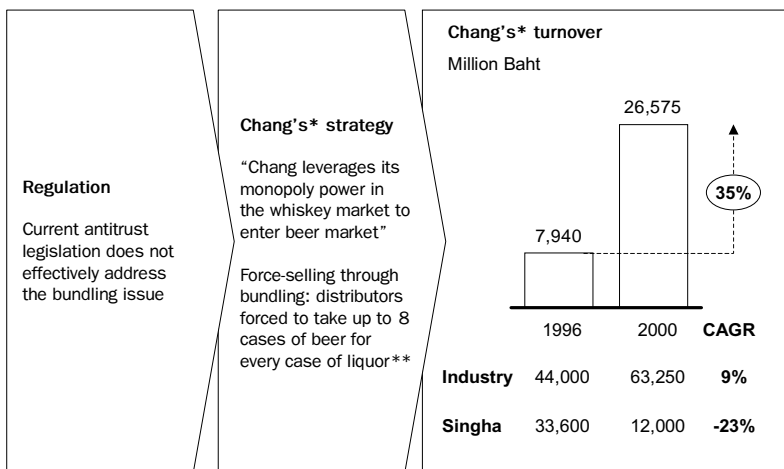 Regulation
Current antitrust
legislation does not
effectively address
the bundling issue
Chang's* strategy
“Chang leverages its
monopoly power in
the whiskey market to
enter beer market”
Force-selling through
bundling: distributors
forced to take up to 8
cases of beer for
every case of liquor**
Chang's* turnover
Million Baht
26,575
35%
7,940
1996 2000 CAGR
Industry 44,000 63,250 9%
Singha 33,600 12,000 -23%